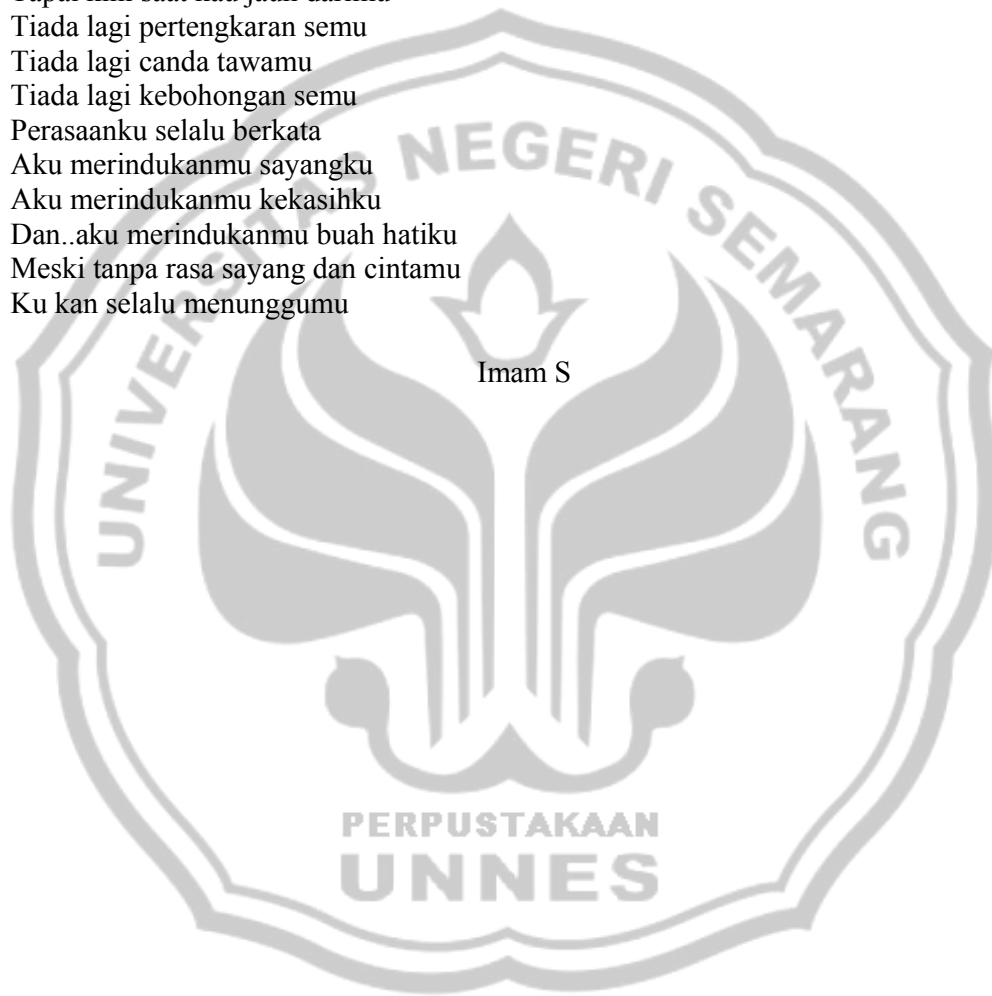 Tiada lagi pertengkaran semu
Tiada lagi canda tawamu
Tiada lagi kebohongan semu
Perasaanku selalu berkata
Aku merindukanmu sayangku
Aku merindukanmu kekasihku
Dan..aku merindukanmu buah hatiku
Meski tanpa rasa sayang dan cintamu
Ku kan selalu menunggumu
Imam S
UNIVERSITAS NEGERI SEMARANG
PERPUSTAKAAN
UNNES